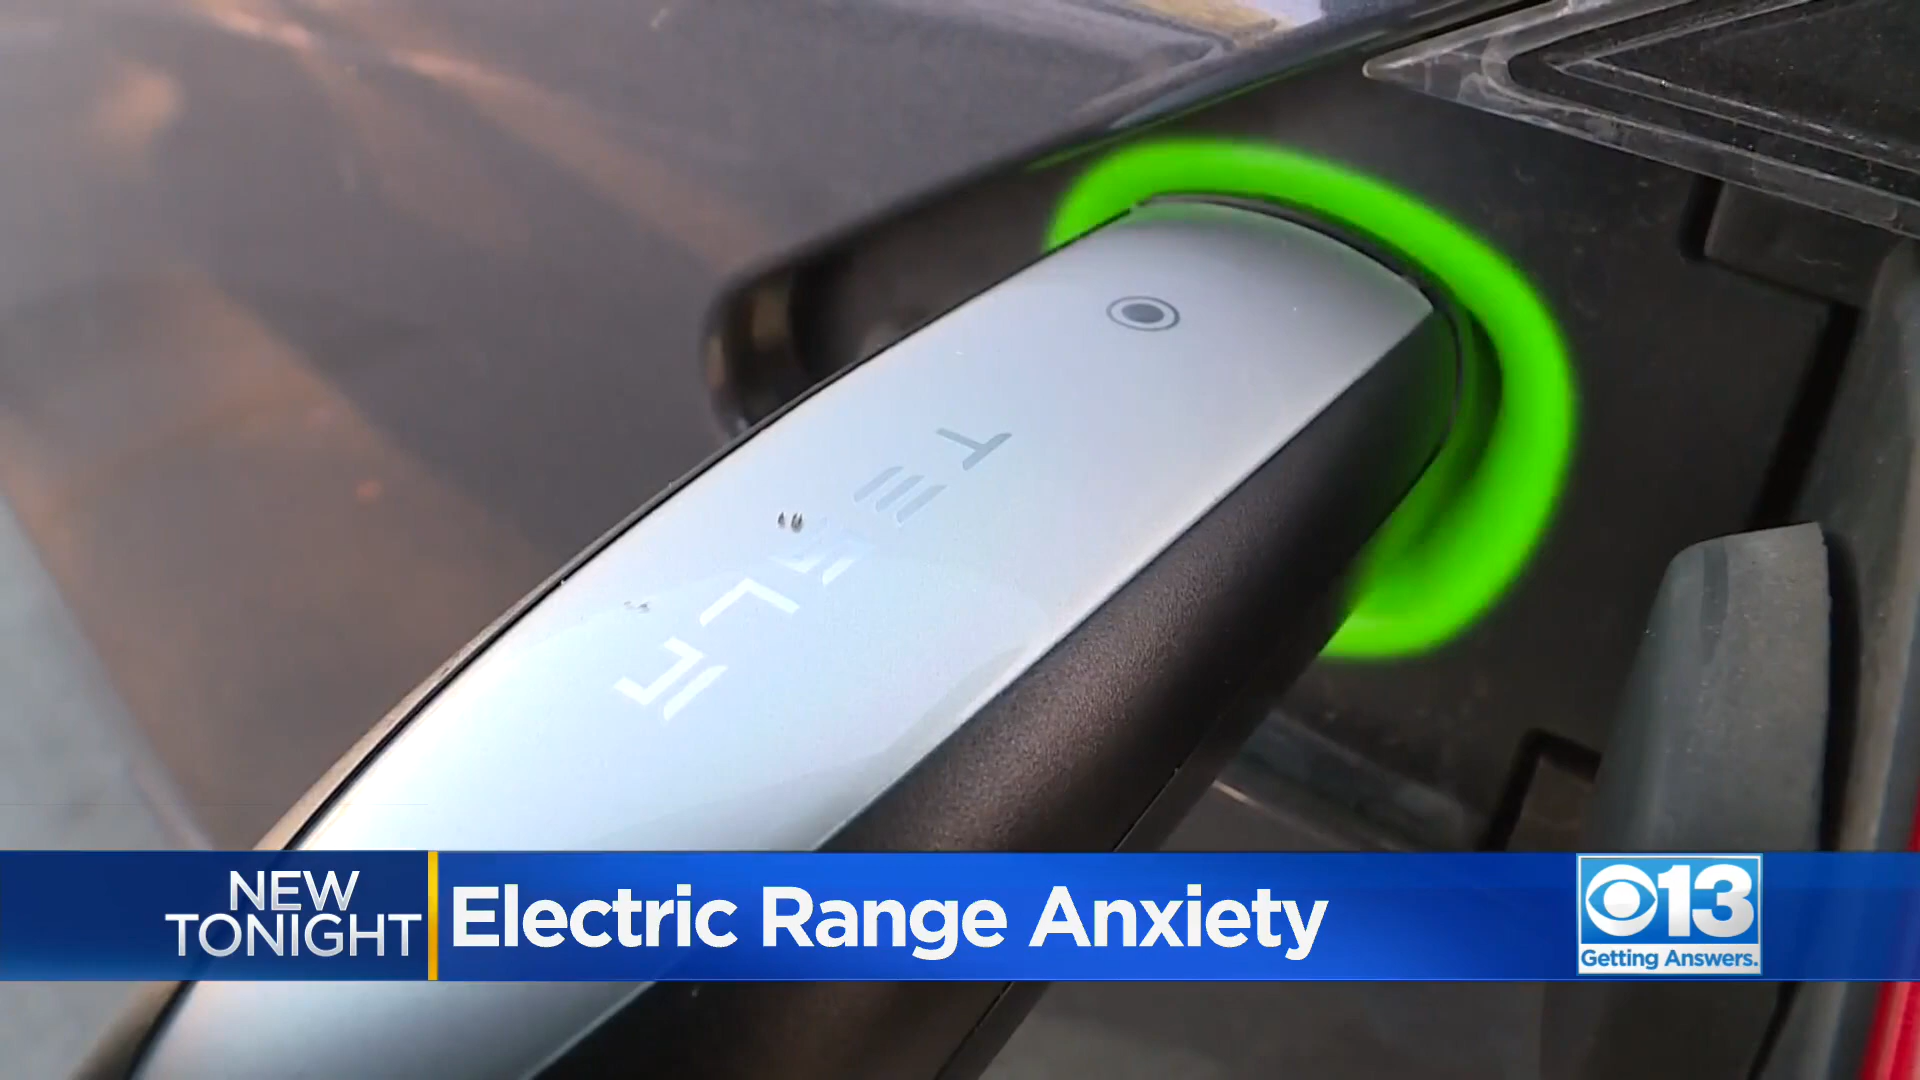 TESLA
NEW
TONIGHT
Electric Range Anxiety
13
Getting Answers.